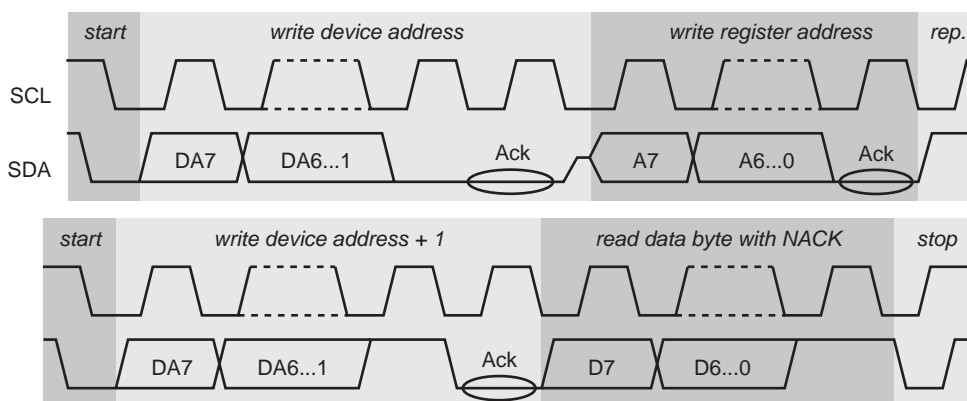 start write device address write register address rep.
SCL
SDA DA7 DA6...1 Ack A7 A6...0 Ack
start write device address + 1 read data byte with NACK stop
DA7 DA6...1 Ack D7 D6...0